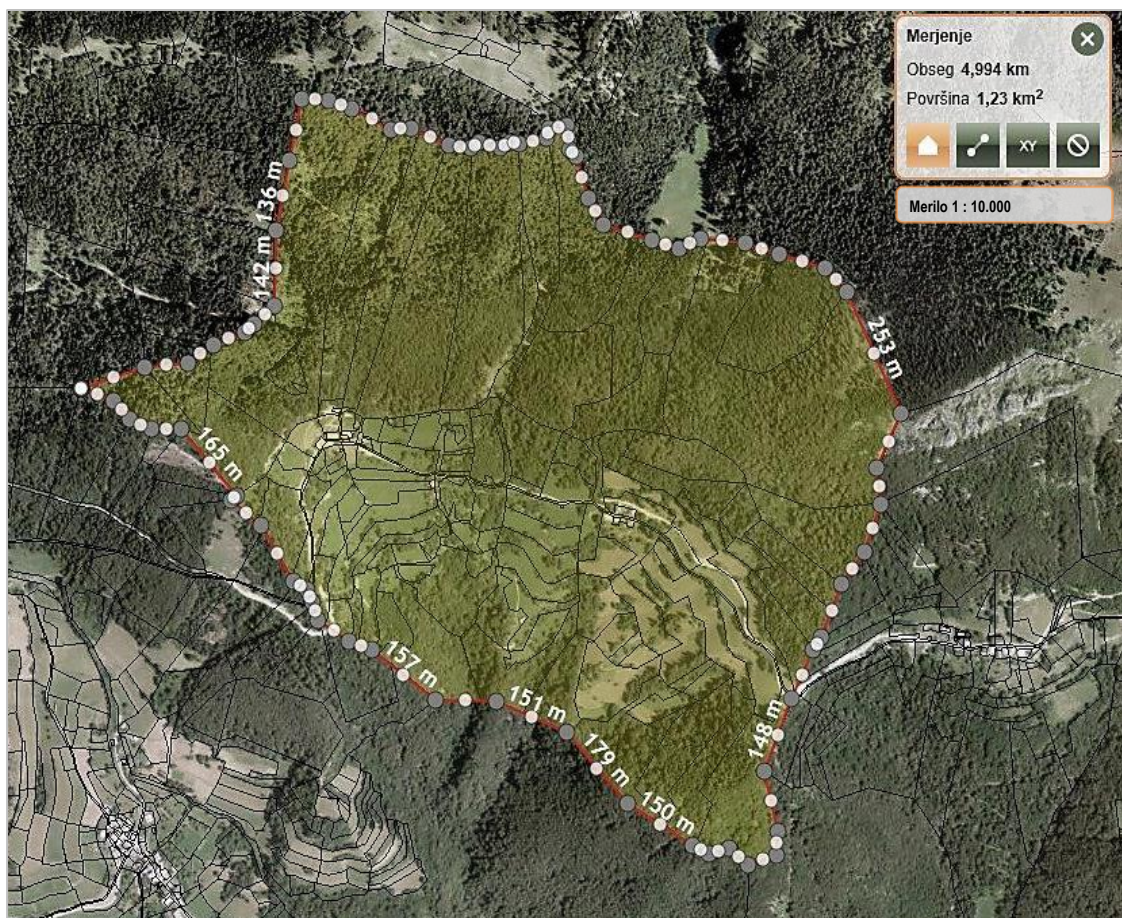 Merjenje
Obseg 4,994 km
Površina 1,23 km²
XY
Merilo 1 : 10.000
136 m
142 m
253 m
165 m
157 m
151 m
148 m
179 m
150 m